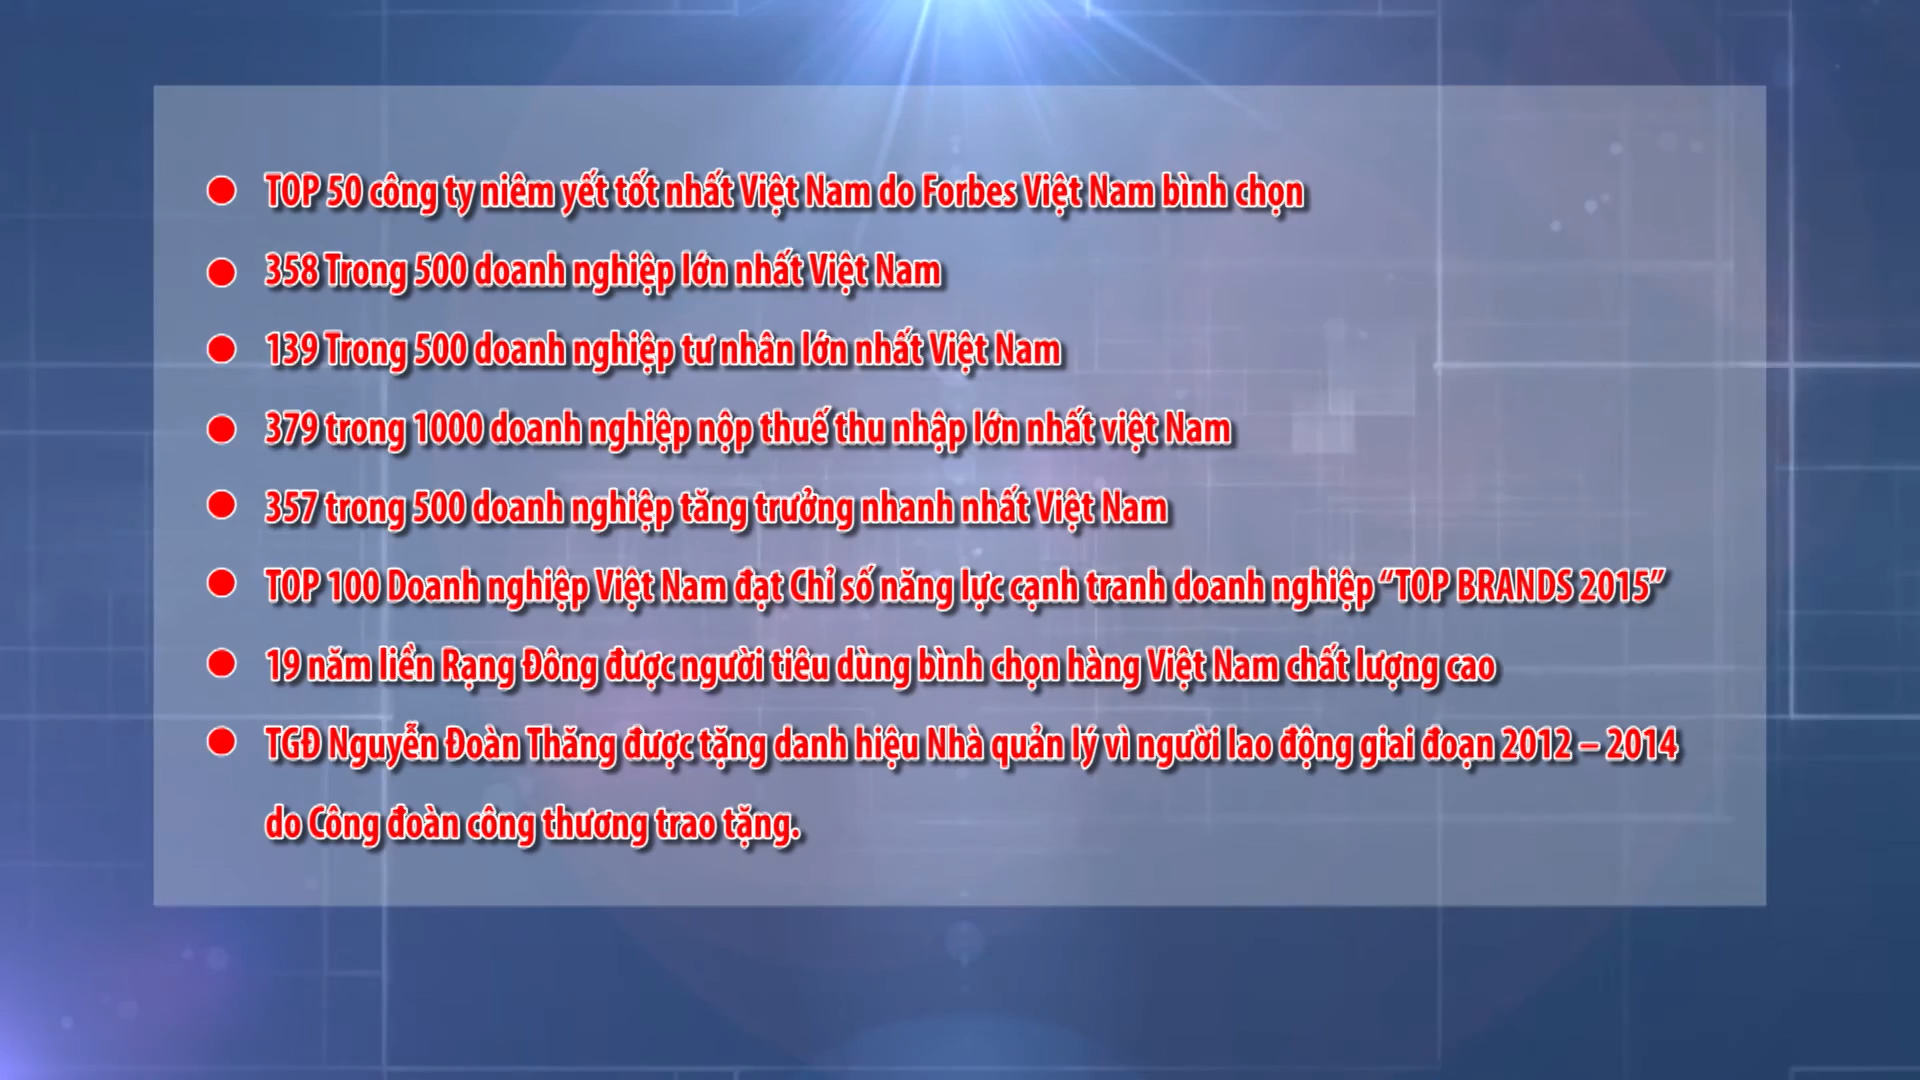 TOP 50 công ty niêm yết tốt nhất Việt Nam do Forbes Việt Nam bình chọn
358 Trong 500 doanh nghiệp lớn nhất Việt Nam
139 Trong 500 doanh nghiệp tư nhân lớn nhất Việt Nam
379 trong 1000 doanh nghiệp nộp thuế thu nhập lớn nhất việt Nam
357 trong 500 doanh nghiệp tăng trưởng nhanh nhất Việt Nam
TOP 100 Doanh nghiệp Việt Nam đạt Chỉ số năng lực cạnh tranh doanh nghiệp “TOP BRANDS 2015”
19 năm liền Rạng Đông được người tiêu dùng bình chọn hàng Việt Nam chất lượng cao
TGĐ Nguyễn Đoàn Thăng được tặng danh hiệu Nhà quản lý vì người lao động giai đoạn 2012 – 2014
do Công đoàn công thương trao tặng.